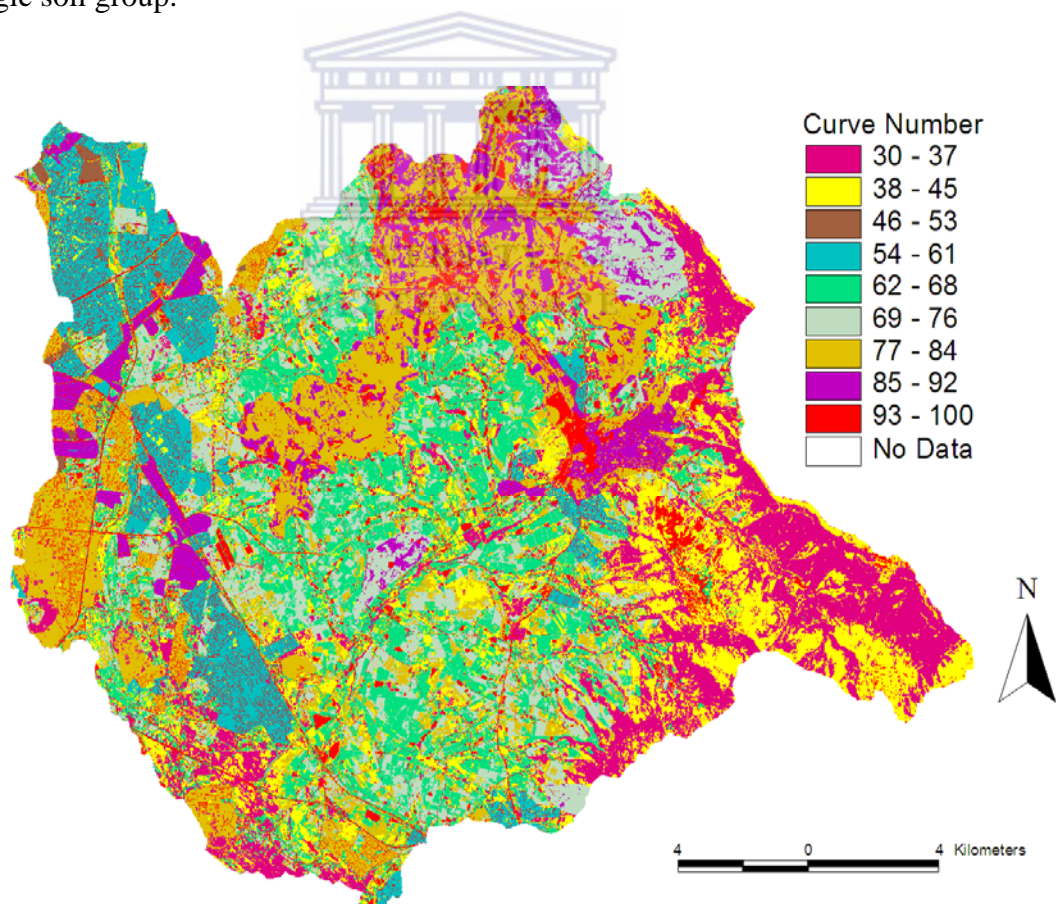 soil group.
Curve Number
30 - 37
38 - 45
46 - 53
54 - 61
62 - 68
69 - 76
77 - 84
85 - 92
93 - 100
No Data
N
4 0 4 Kilometers